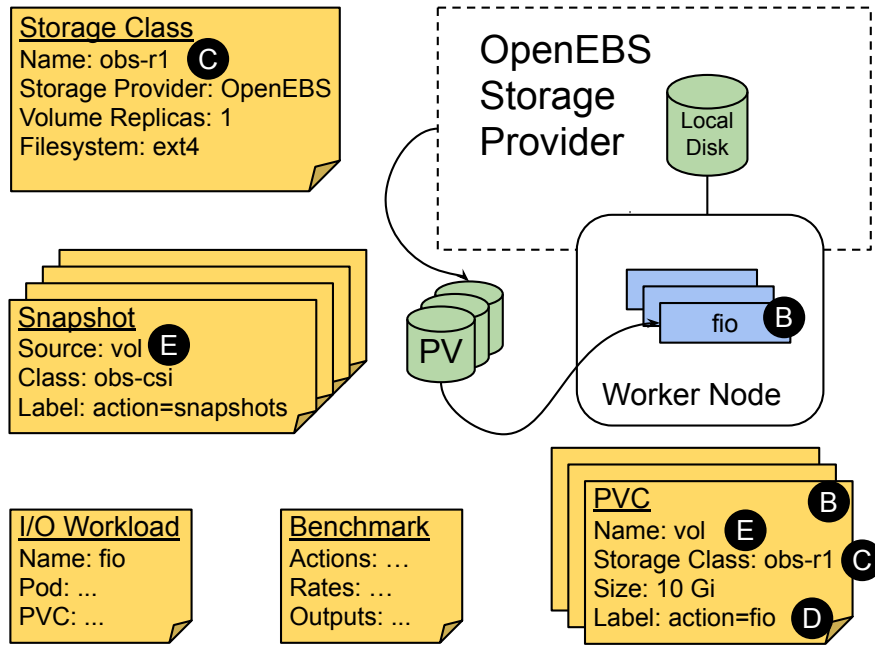 Storage Class
Name: obs-r1 C
Storage Provider: OpenEBS
Volume Replicas: 1
Filesystem: ext4
OpenEBS
Storage
Provider
Local
Disk
Snapshot
Source: vol E
Class: obs-csi
Label: action=snapshots
PV
fio B
Worker Node
I/O Workload
Name: fio
Pod: ...
PVC: ...
Benchmark
Actions: ...
Rates: ...
Outputs: ...
PVC B
Name: vol E
Storage Class: obs-r1 C
Size: 10 Gi
Label: action=fio D